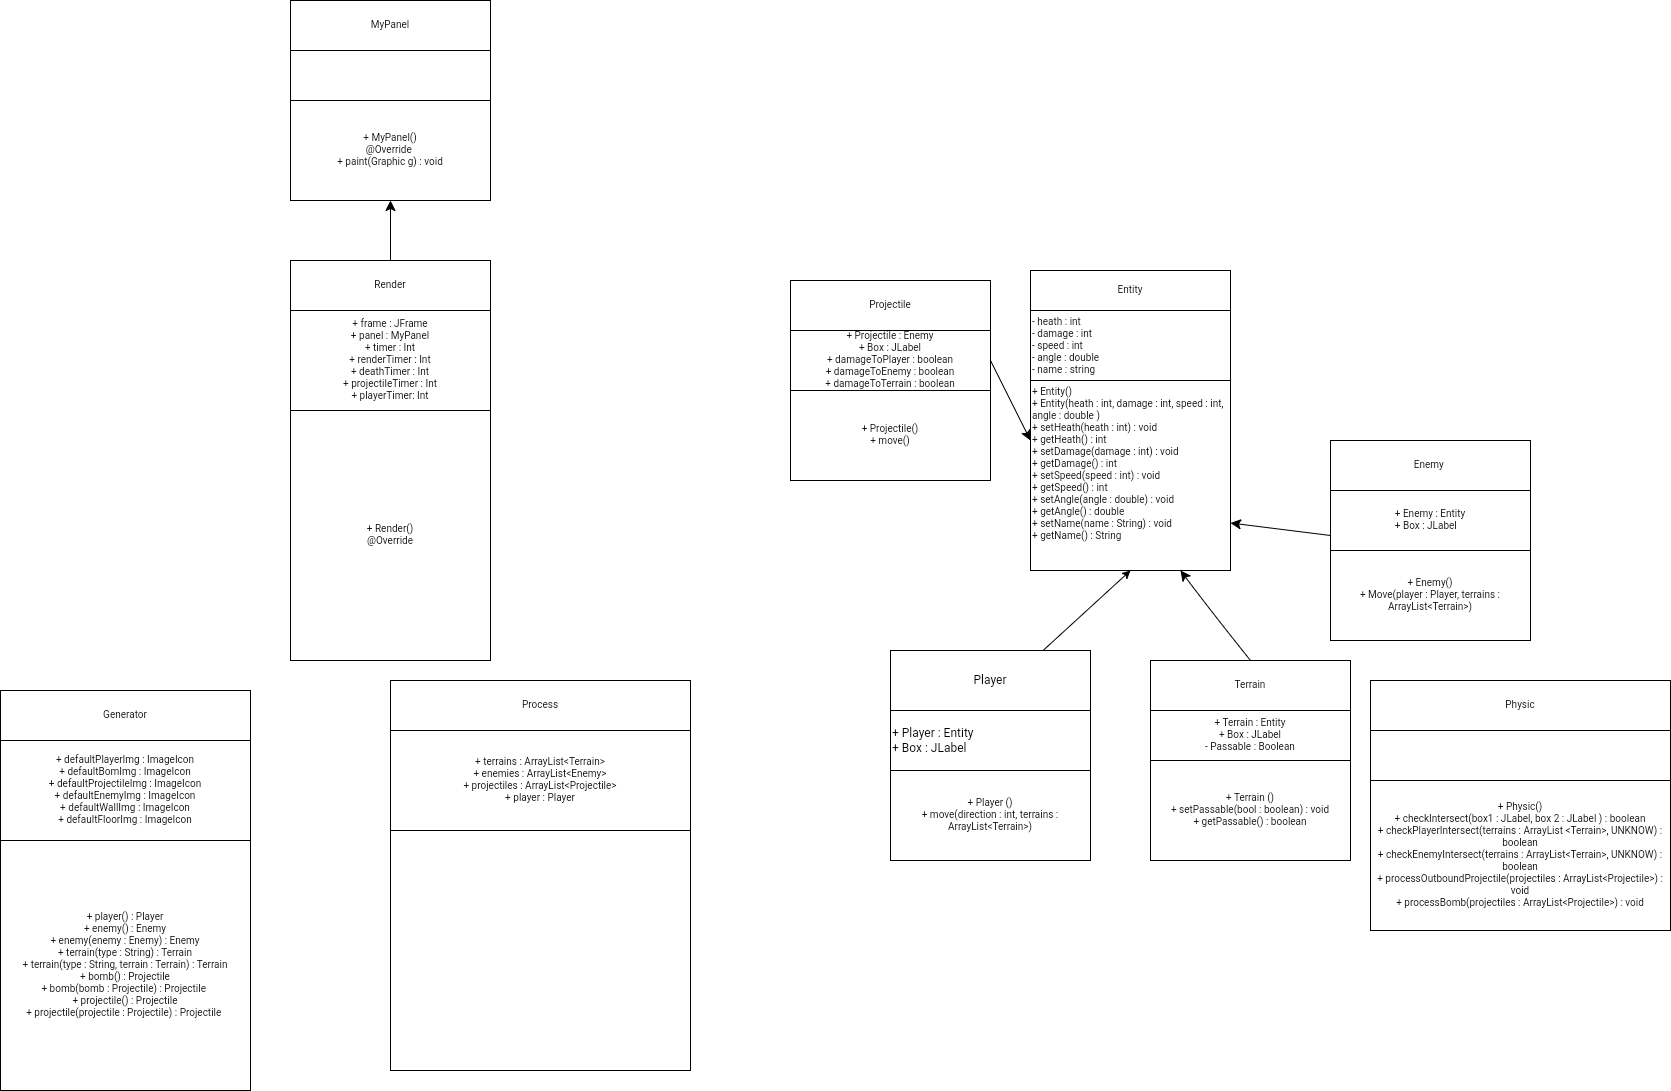 MyPanel
+ MyPanel()
@Override
+ paint(Graphic g) : void
Render
+ frame : JFrame
+ panel : MyPanel
+ timer : Int
+ renderTimer : Int
+ deathTimer : Int
+ projectileTimer : Int
+ playerTimer: Int
+ Render()
@Override
Projectile
+ Projectile : Enemy
+ Box : JLabel
+ damageToPlayer : boolean
+ damageToEnemy : boolean
+ damageToTerrain : boolean
+ Projectile()
+ move()
Entity
- heath : int
- damage : int
- speed : int
- angle : double
- name : string
+ Entity()
+ Entity(heath : int, damage : int, speed : int,
angle : double )
+ setHeath(heath : int) : void
+ getHeath() : int
+ setDamage(damage : int) : void
+ getDamage() : int
+ setSpeed(speed : int) : void
+ getSpeed() : int
+ setAngle(angle : double) : void
+ getAngle() : double
+ setName(name : String) : void
+ getName() : String
Enemy
+ Enemy : Entity
+ Box : JLabel
+ Enemy()
+ Move(player : Player, terrains :
ArrayList<Terrain>)
Generator
+ defaultPlayerImg : ImageIcon
+ defaultBomImg : ImageIcon
+ defaultProjectileImg : ImageIcon
+ defaultEnemyImg : ImageIcon
+ defaultWallImg : ImageIcon
+ defaultFloorImg : ImageIcon
+ player() : Player
+ enemy() : Enemy
+ enemy(enemy : Enemy) : Enemy
+ terrain(type : String) : Terrain
+ terrain(type : String, terrain : Terrain) : Terrain
+ bomb() : Projectile
+ bomb(bomb : Projectile) : Projectile
+ projectile() : Projectile
+ projectile(projectile : Projectile) : Projectile
Process
+ terrains : ArrayList<Terrain>
+ enemies : ArrayList<Enemy>
+ projectiles : ArrayList<Projectile>
+ player : Player
Player
+ Player : Entity
+ Box : JLabel
+ Player ()
+ move(direction : int, terrains :
ArrayList<Terrain>)
Terrain
+ Terrain : Entity
+ Box : JLabel
- Passable : Boolean
+ Terrain ()
+ setPassable(bool : boolean) : void
+ getPassable() : boolean
Physic
+ Physic()
+ checkIntersect(box1 : JLabel, box 2 : JLabel ) : boolean
+ checkPlayerIntersect(terrains : ArrayList <Terrain>, UNKNOW) :
boolean
+ checkEnemyIntersect(terrains : ArrayList<Terrain>, UNKNOW) :
boolean
+ processOutboundProjectile(projectiles : ArrayList<Projectile>) :
void
+ processBomb(projectiles : ArrayList<Projectile>) : void